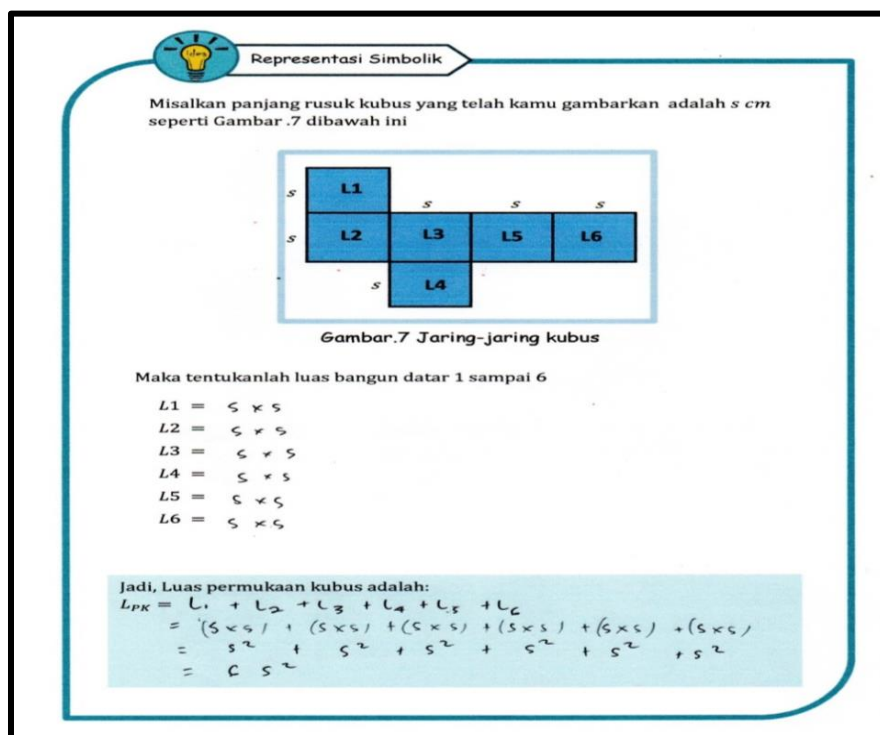 Ideas
Representasi Simbolik
Misalkan panjang rusuk kubus yang telah kamu gambarkan adalah s cm
seperti Gambar .7 dibawah ini
s L1
s s s
s L2 L3 L5 L6
s L4
Gambar.7 Jaring-jaring kubus
Maka tentukanlah luas bangun datar 1 sampai 6
L1 = s × s
L2 = s × s
L3 = s × s
L4 = s × s
L5 = s × s
L6 = s × s
Jadi, Luas permukaan kubus adalah:
L_PK = L1 + L2 + L3 + L4 + L5 + L6
= (s × s) + (s × s) + (s × s) + (s × s) + (s × s) + (s × s)
= s² + s² + s² + s² + s² + s²
= 6 s²